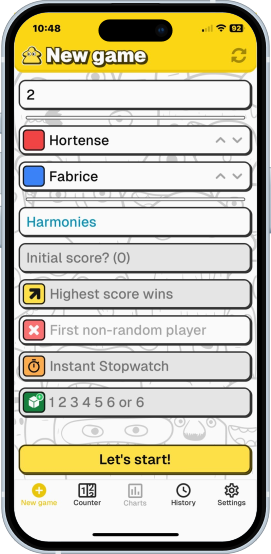 10:48
92
New game
2
Hortense
Fabrice
Harmonies
Initial score? (0)
Highest score wins
First non-random player
Instant Stopwatch
1 2 3 4 5 6 or 6
Let's start!
New game
Counter
Charts
History
Settings